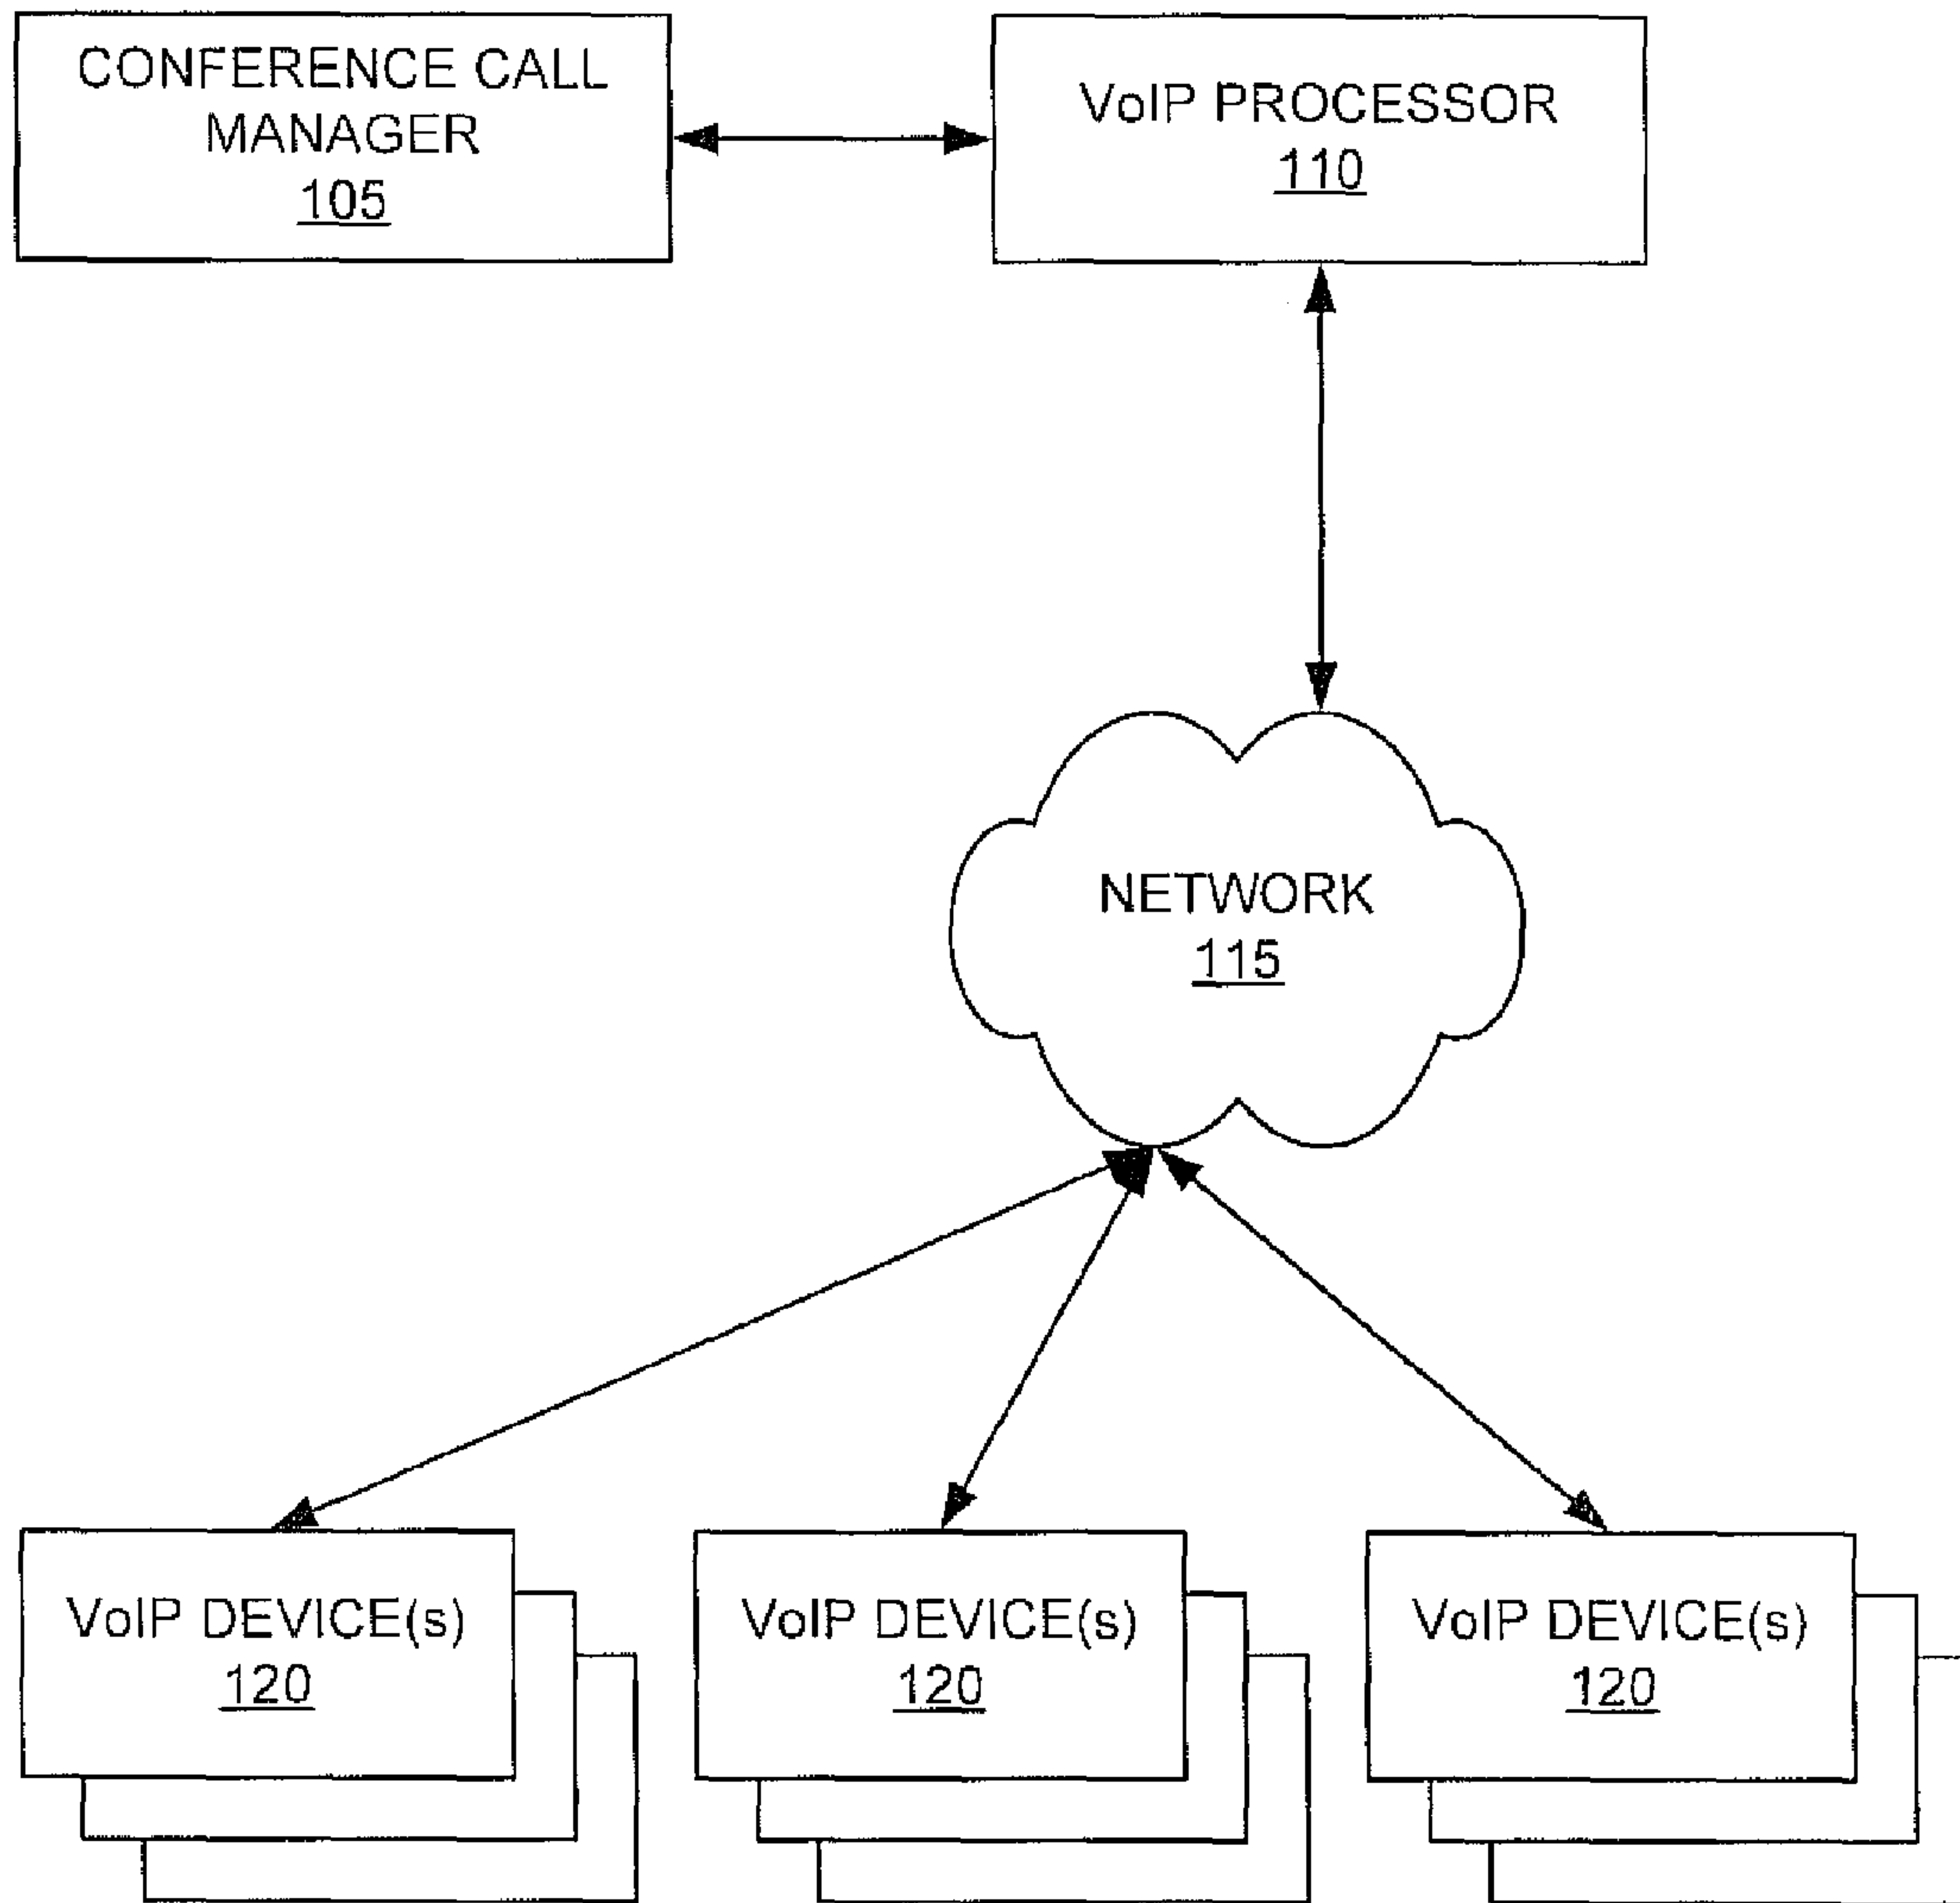 CONFERENCE CALL
MANAGER
105
VoIP PROCESSOR
110
NETWORK
115
VoIP DEVICE(s)
120
VoIP DEVICE(s)
120
VoIP DEVICE(s)
120